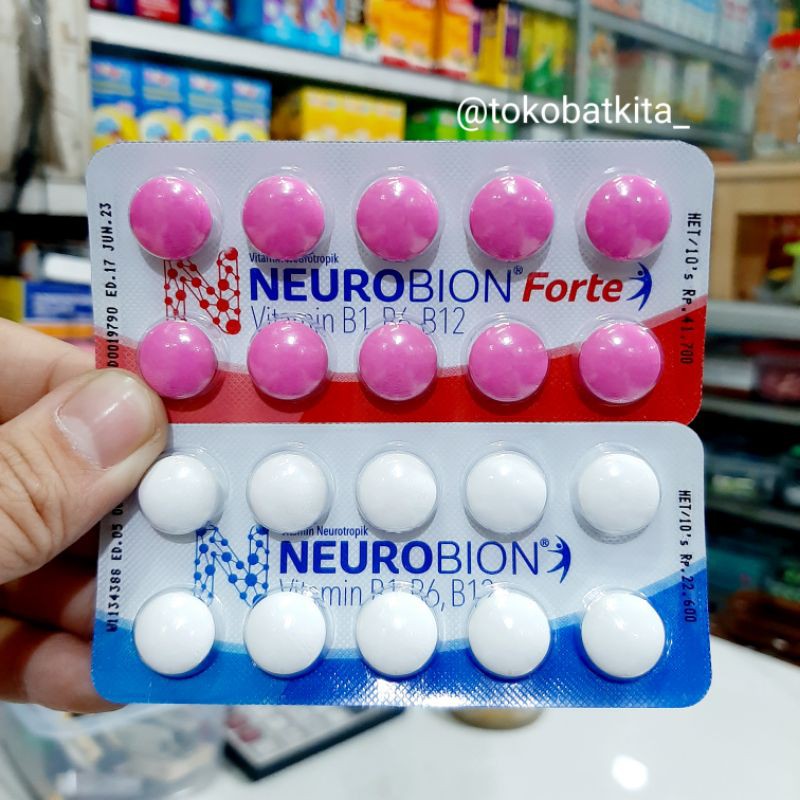 @tokobatkita_
ED.17 JUN.23
Vitamin Neurotropik
NEUROBION® Forte
Vitamin B1, B6, B12
HET/10's Rp.41.700
W1134388 ED.05
Vitamin Neurotropik
NEUROBION®
Vitamin B1, B6, B12
HET/10's Rp.22.600